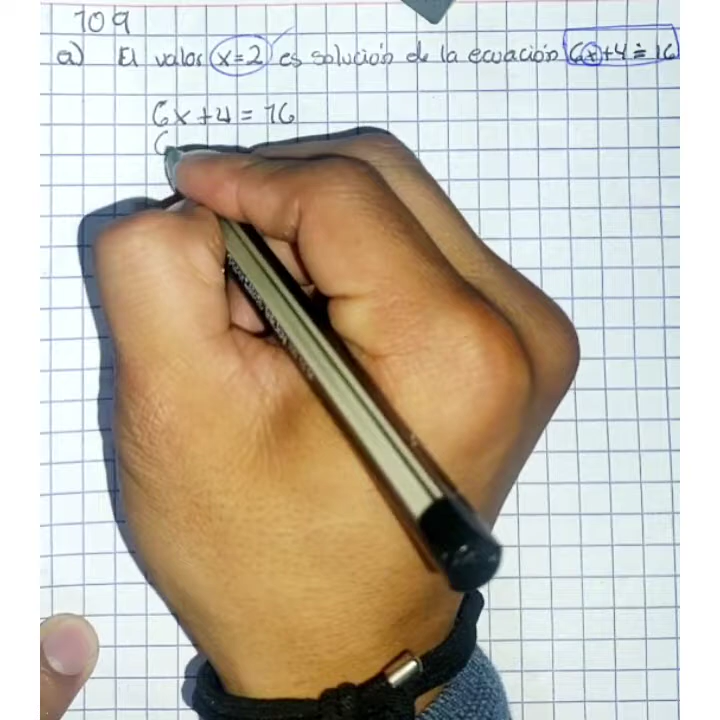 109
a) El valor x=2 es solución de la ecuación 6x+4=16
6x+4=16
6